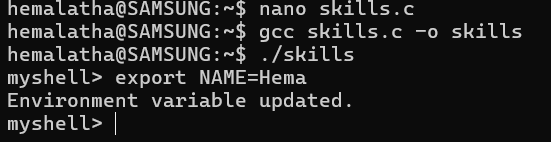 hemalatha@SAMSUNG:~$ nano skills.c
hemalatha@SAMSUNG:~$ gcc skills.c -o skills
hemalatha@SAMSUNG:~$ ./skills
myshell> export NAME=Hema
Environment variable updated.
myshell>